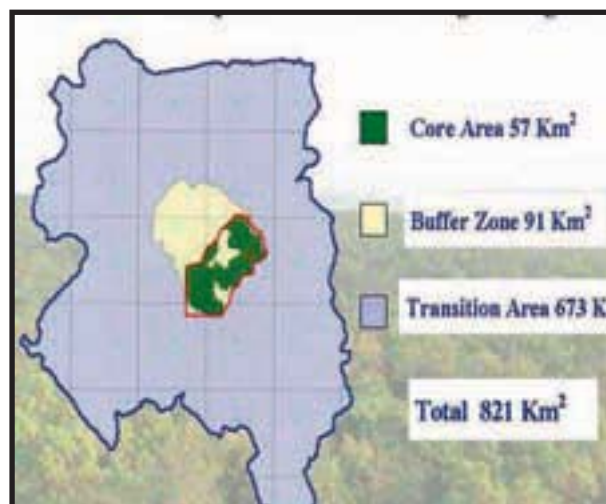 Core Area 57 Km²
Buffer Zone 91 Km²
Transition Area 673 K
Total 821 Km²